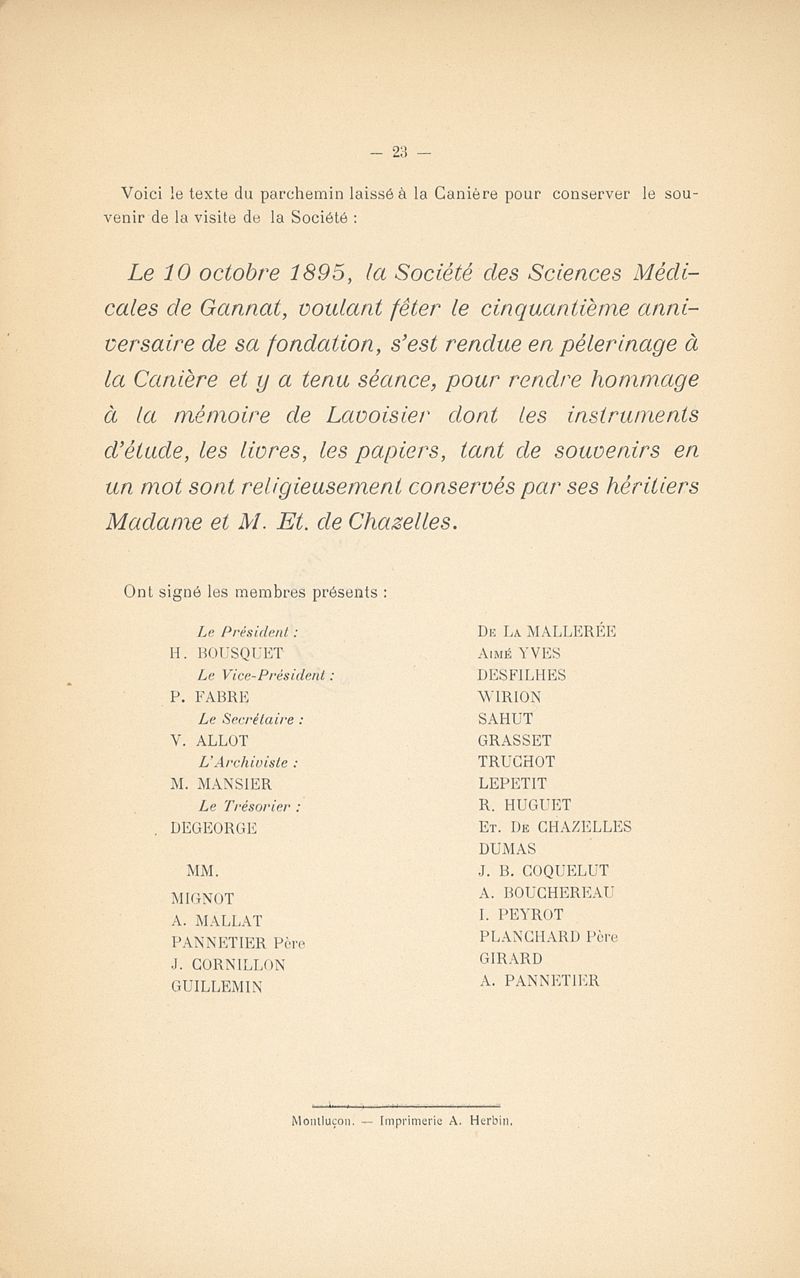 — 23 —
Voici le texte du parchemin laissé à la Canière pour conserver le sou-
venir de la visite de la Société :
Le 10 octobre 1895, la Société des Sciences Médi-
cales de Gannat, voulant fêter le cinquantième anni-
versaire de sa fondation, s'est rendue en pélerinage à
la Canière et y a tenu séance, pour rendre hommage
à la mémoire de Lavoisier dont les instruments
d'étude, les livres, les papiers, tant de souvenirs en
un mot sont religieusement conservés par ses héritiers
Madame et M. Et. de Chazelles.
Ont signé les membres présents :
Le Président :
H. BOUSQUET
Le Vice-Président :
P. FABRE
Le Secrétaire :
V. ALLOT
L'Archiviste :
M. MANSIER
Le Trésorier :
DEGEORGE
MM.
MIGNOT
A. MALLAT
PANNETIER Père
J. CORNILLON
GUILLEMIN
DE LA MALLERÉE
AIMÉ YVES
DESFILHES
WIRION
SAHUT
GRASSET
TRUCHOT
LEPETIT
R. HUGUET
ET. DE CHAZELLES
DUMAS
J. B. COQUELUT
A. BOUCHEREAU
I. PEYROT
PLANCHARD Père
GIRARD
A. PANNETIER
Montluçon. — Imprimerie A. Herbin.